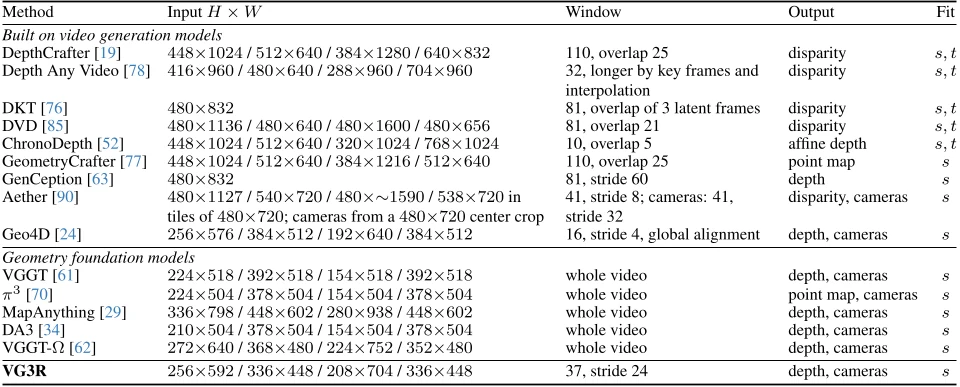 Method Input H × W Window Output Fit
Built on video generation models
DepthCrafter [19] 448×1024 / 512×640 / 384×1280 / 640×832 110, overlap 25 disparity s, t
Depth Any Video [78] 416×960 / 480×640 / 288×960 / 704×960 32, longer by key frames and disparity s, t
interpolation
DKT [76] 480×832 81, overlap of 3 latent frames disparity s, t
DVD [85] 480×1136 / 480×640 / 480×1600 / 480×656 81, overlap 21 disparity s, t
ChronoDepth [52] 448×1024 / 512×640 / 320×1024 / 768×1024 10, overlap 5 affine depth s, t
GeometryCrafter [77] 448×1024 / 512×640 / 384×1216 / 512×640 110, overlap 25 point map s
GenCeption [63] 480×832 81, stride 60 depth s
Aether [90] 480×1127 / 540×720 / 480×∼1590 / 538×720 in 41, stride 8; cameras: 41, disparity, cameras s
tiles of 480×720; cameras from a 480×720 center crop stride 32
Geo4D [24] 256×576 / 384×512 / 192×640 / 384×512 16, stride 4, global alignment depth, cameras s
Geometry foundation models
VGGT [61] 224×518 / 392×518 / 154×518 / 392×518 whole video depth, cameras s
π³ [70] 224×504 / 378×504 / 154×504 / 378×504 whole video point map, cameras s
MapAnything [29] 336×798 / 448×602 / 280×938 / 448×602 whole video depth, cameras s
DA3 [34] 210×504 / 378×504 / 154×504 / 378×504 whole video depth, cameras s
VGGT-Ω [62] 272×640 / 368×480 / 224×752 / 352×480 whole video depth, cameras s
VG3R 256×592 / 336×448 / 208×704 / 336×448 37, stride 24 depth, cameras s